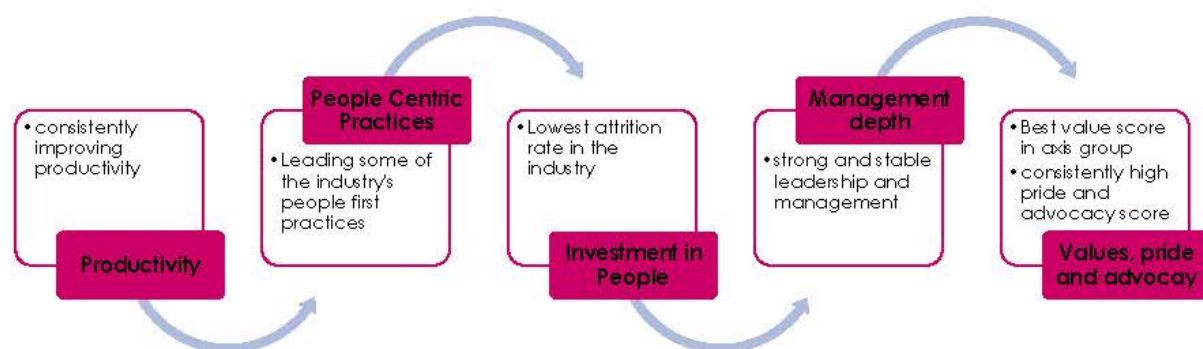 • consistently
improving
productivity
Productivity
People Centric
Practices
• Leading some of
the industry's
people first
practices
• Lowest attrition
rate in the
industry
Investment in
People
Management
depth
• strong and stable
leadership and
management
• Best value score
in axis group
• consistently high
pride and
advocacy score
Values, pride
and advocay